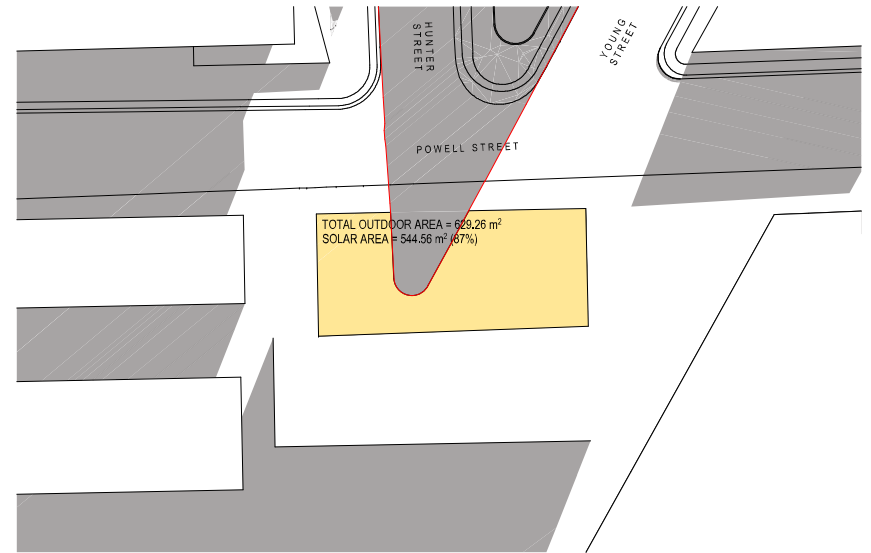 HUNTER
STREET
YOUNG
STREET
POWELL STREET
TOTAL OUTDOOR AREA = 629.26 m²
SOLAR AREA = 544.56 m² (87%)